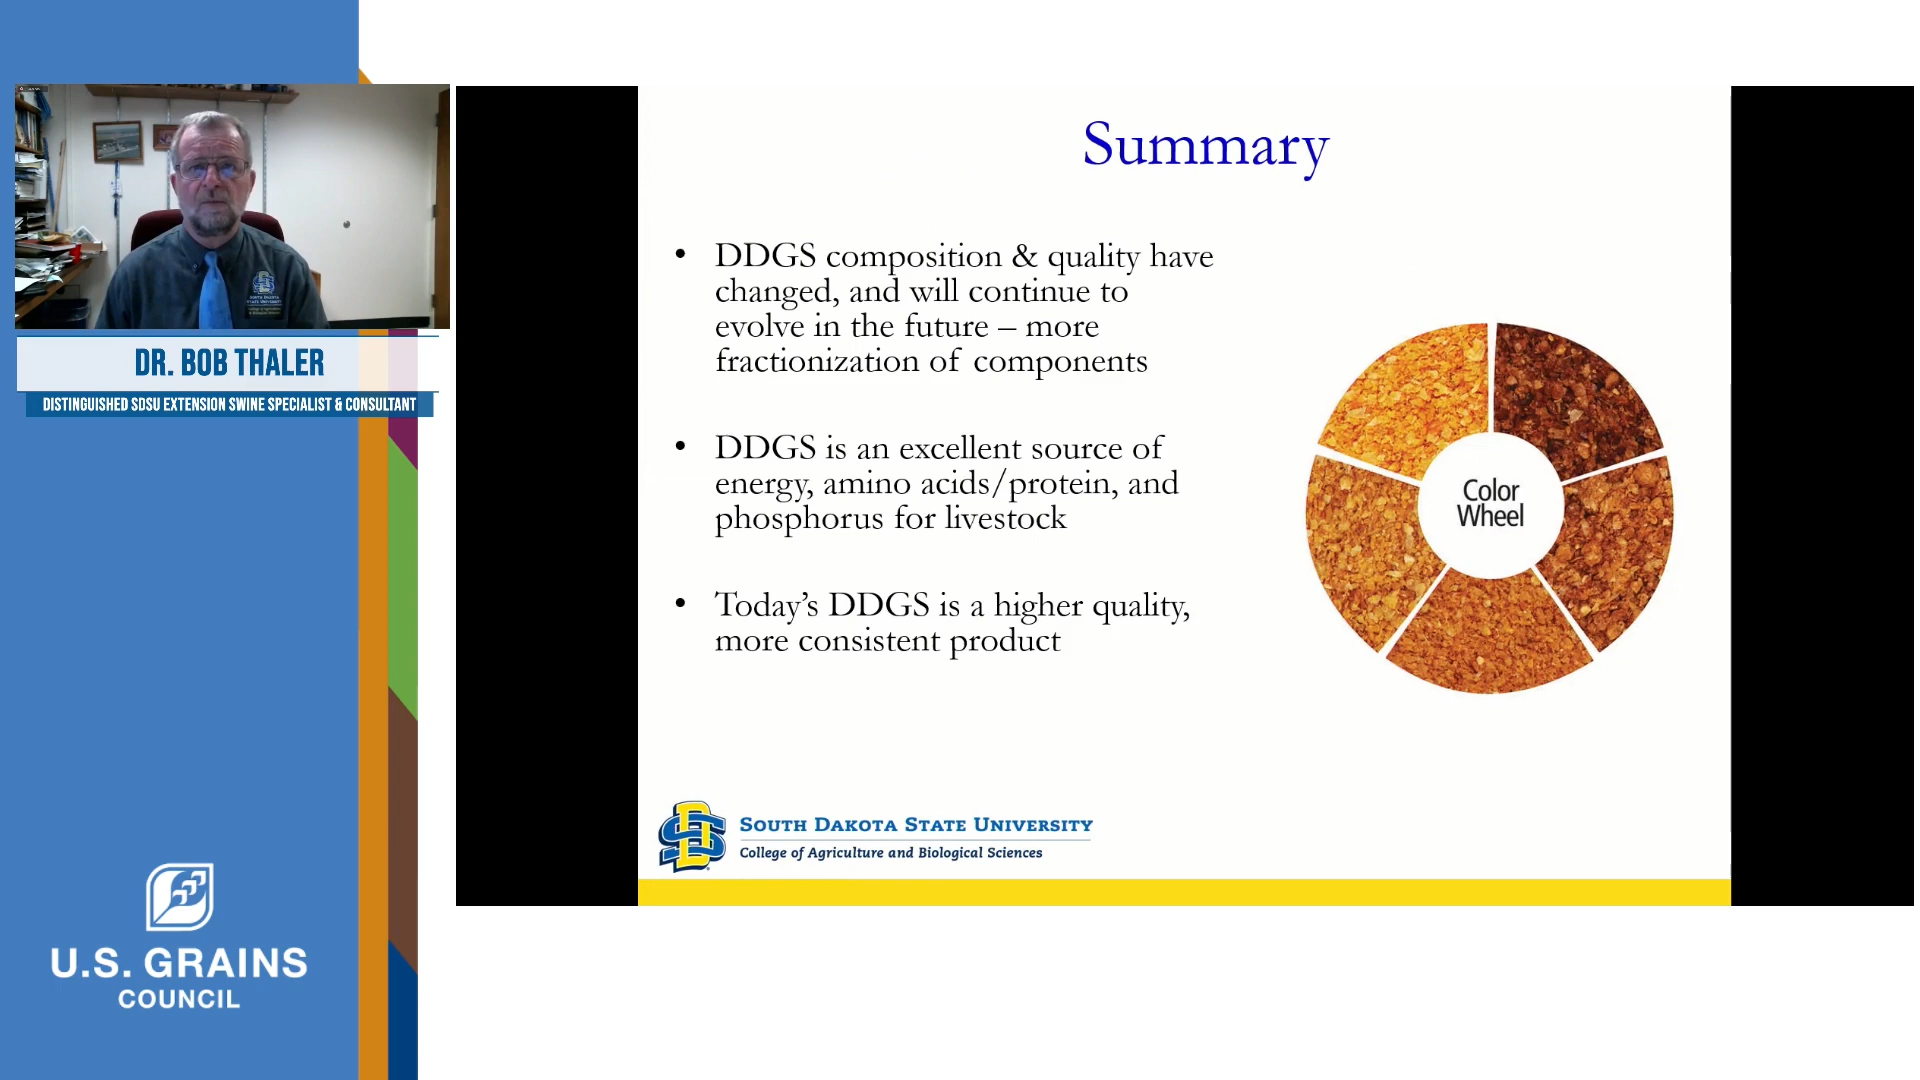 DR. BOB THALER
DISTINGUISHED SDSU EXTENSION SWINE SPECIALIST & CONSULTANT
U.S. GRAINS
COUNCIL
Summary
• DDGS composition & quality have
changed, and will continue to
evolve in the future – more
fractionization of components
• DDGS is an excellent source of
energy, amino acids/protein, and
phosphorus for livestock
• Today’s DDGS is a higher quality,
more consistent product
Color
Wheel
SOUTH DAKOTA STATE UNIVERSITY
College of Agriculture and Biological Sciences